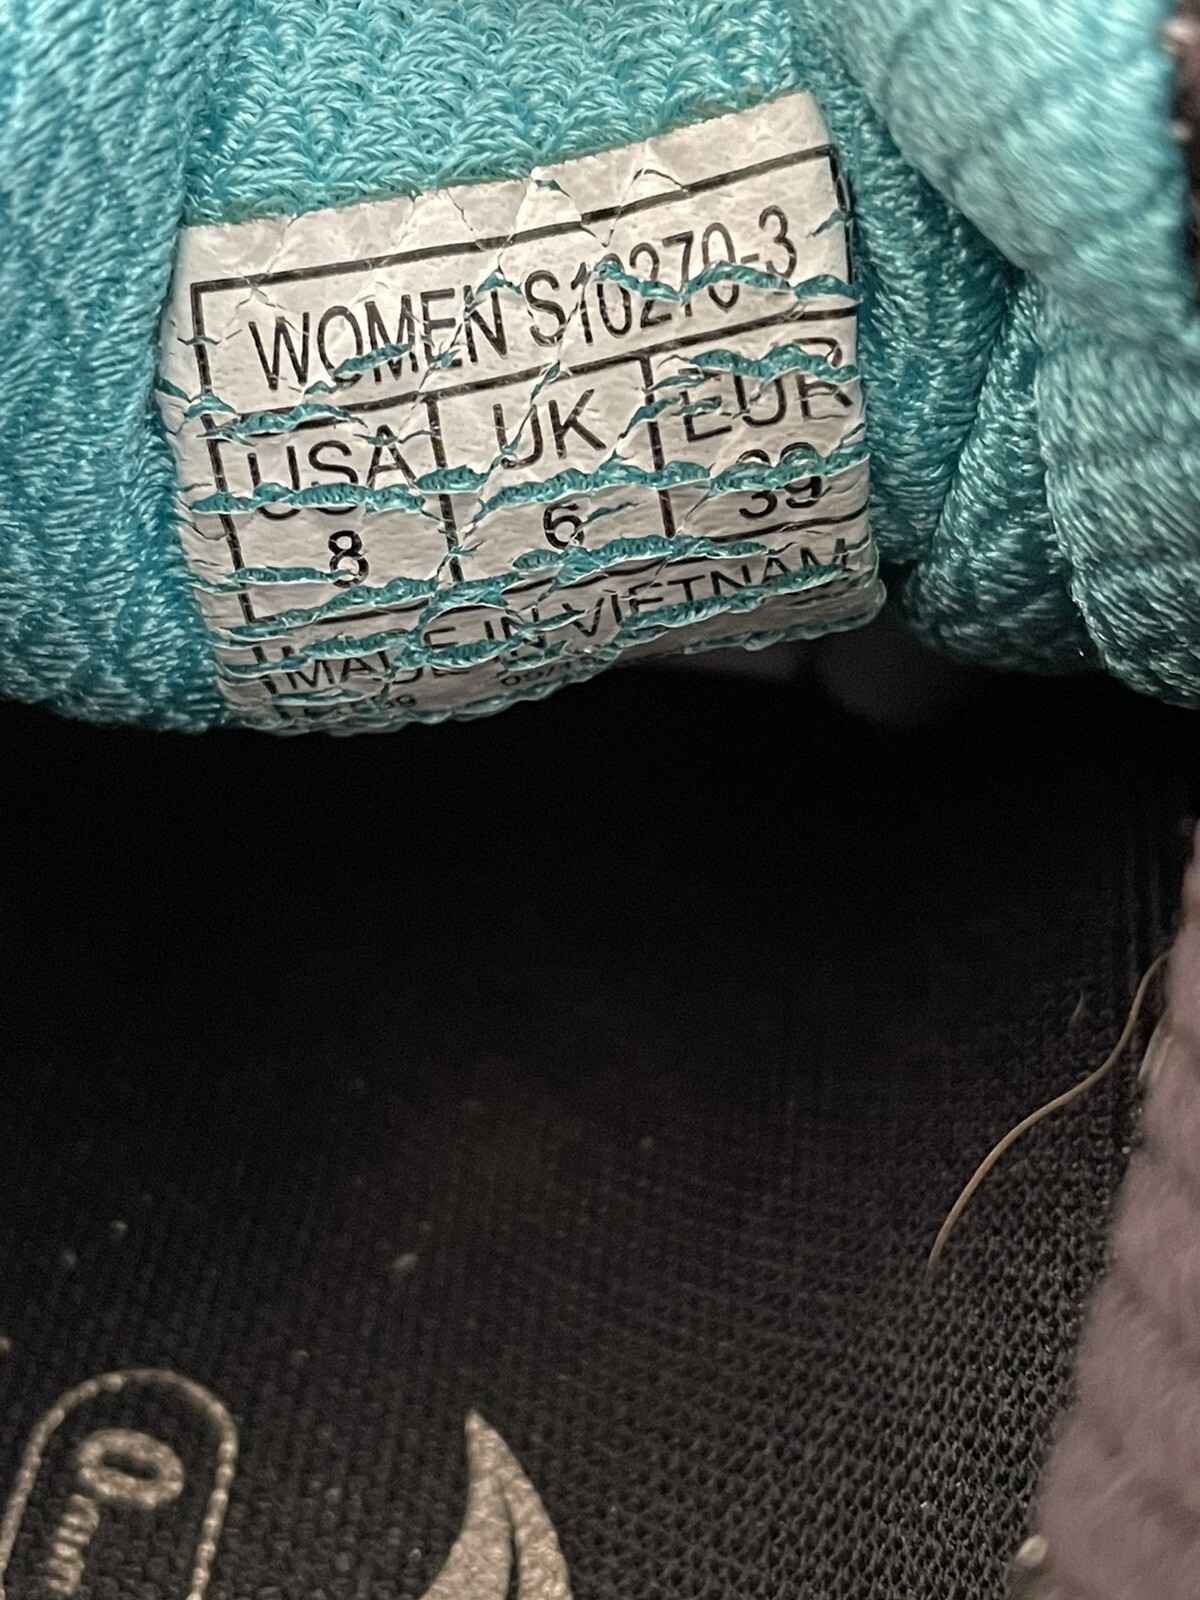 WOMEN S10270-3
USA UK EUR
8 6 39
MADE IN VIETNAM